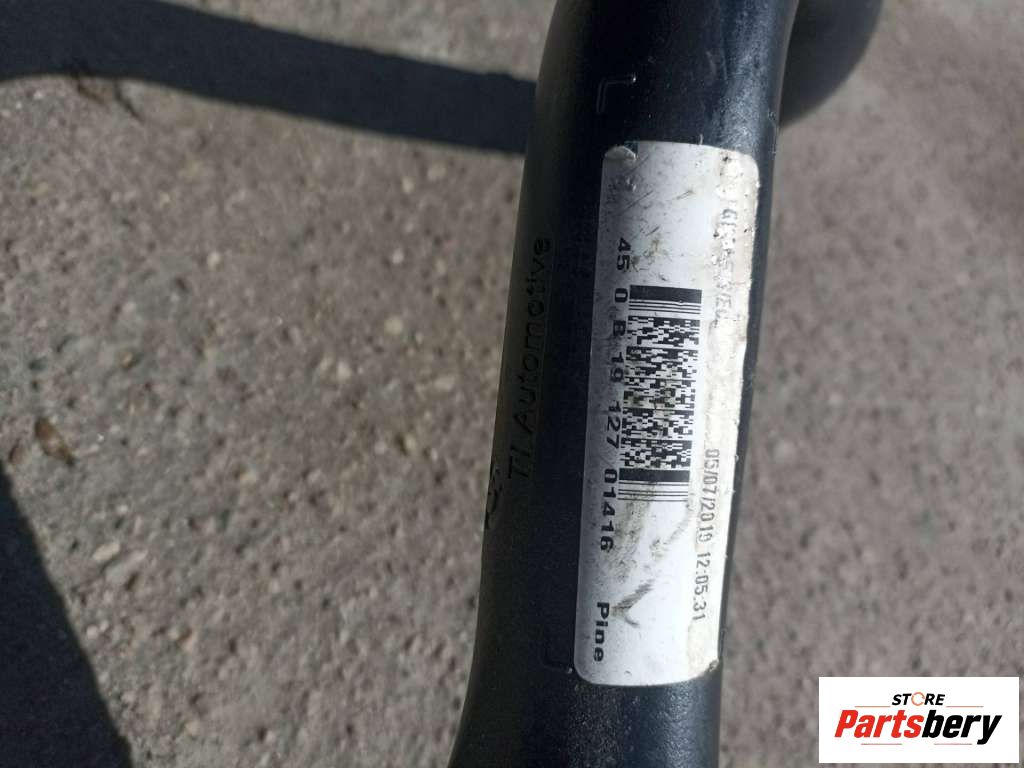 TI Automotive
45 0 B 19 127 01416 Pipe
05/07/2019 12:05:31
STORE
Partsbery